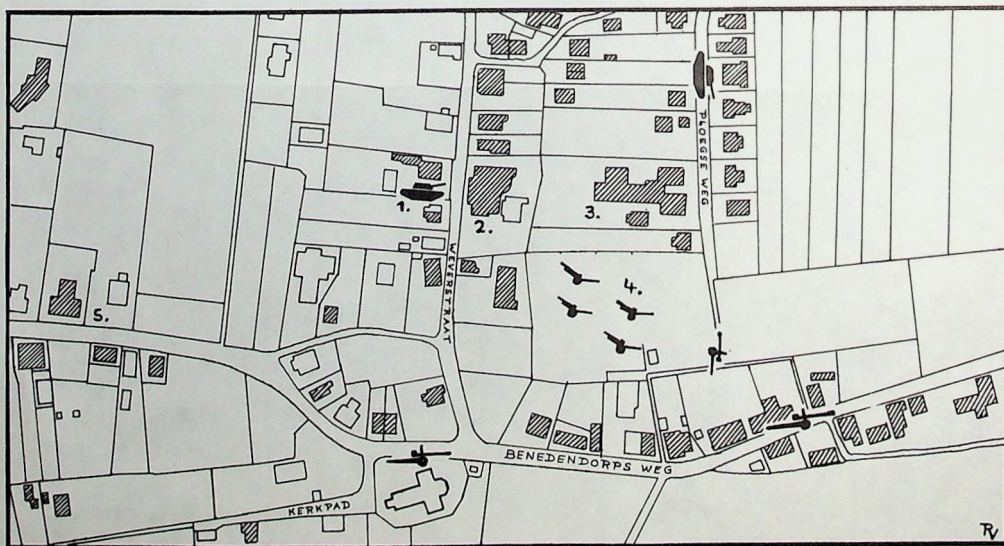 PLOEGSE WEG
1.
2.
3.
WEVERSTRAAT
4.
5.
BENEDENDORPS WEG
KERKPAD
RV